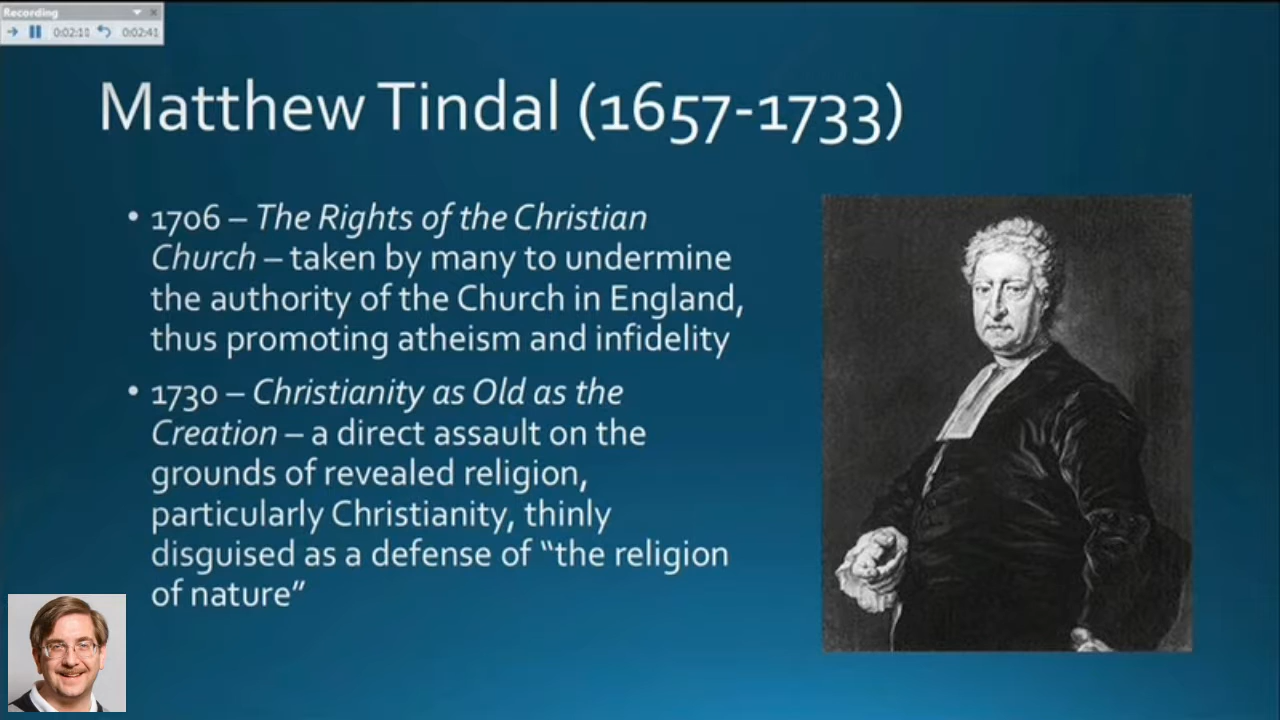 Recording
0:02:11 0:02:41
Matthew Tindal (1657-1733)
• 1706 – The Rights of the Christian
Church – taken by many to undermine
the authority of the Church in England,
thus promoting atheism and infidelity
• 1730 – Christianity as Old as the
Creation – a direct assault on the
grounds of revealed religion,
particularly Christianity, thinly
disguised as a defense of “the religion
of nature”